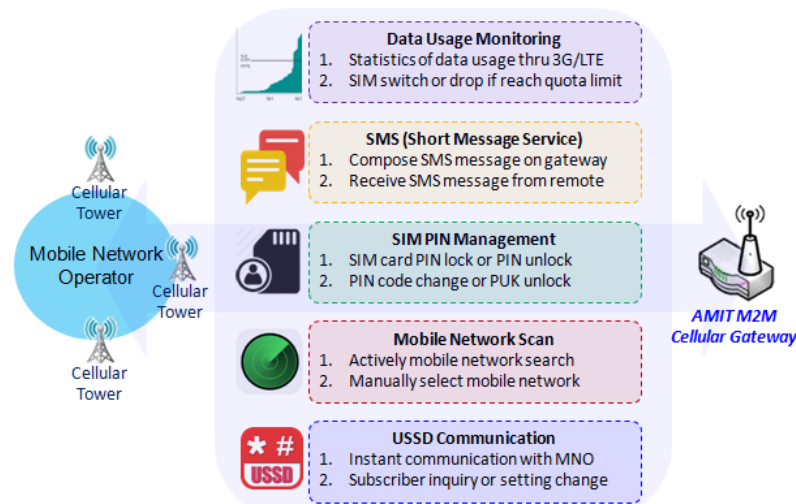 Data Usage Monitoring
1. Statistics of data usage thru 3G/LTE
2. SIM switch or drop if reach quota limit
SMS (Short Message Service)
1. Compose SMS message on gateway
2. Receive SMS message from remote
Cellular
Tower
Mobile Network
Operator
Cellular
Tower
SIM PIN Management
1. SIM card PIN lock or PIN unlock
2. PIN code change or PUK unlock
AMIT M2M
Cellular Gateway
Cellular
Tower
Mobile Network Scan
1. Actively mobile network search
2. Manually select mobile network
* #
USSD
USSD Communication
1. Instant communication with MNO
2. Subscriber inquiry or setting change